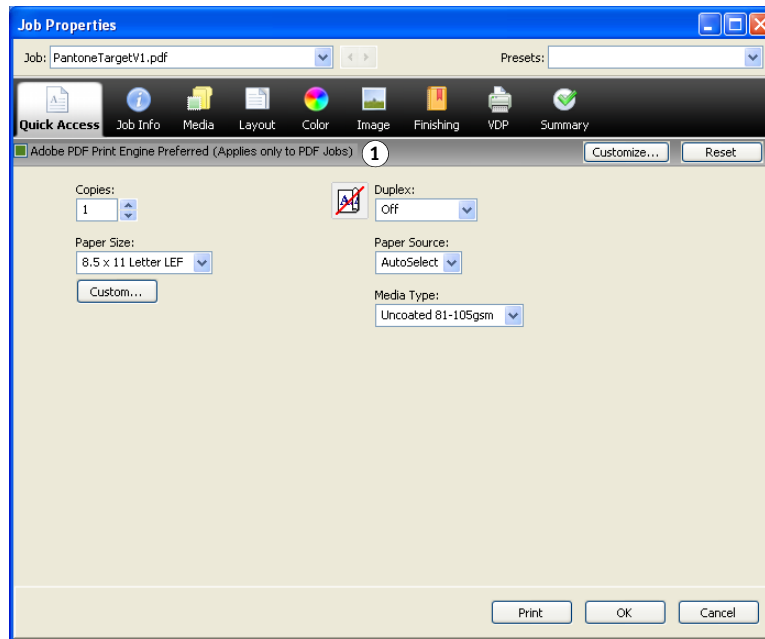 Job Properties
Job: PantoneTargetV1.pdf Presets:
Quick Access Job Info Media Layout Color Image Finishing VDP Summary
Adobe PDF Print Engine Preferred (Applies only to PDF Jobs) 1 Customize... Reset
Copies: Duplex:
1 Off
Paper Size: Paper Source:
8.5 x 11 Letter LEF AutoSelect
Custom... Media Type:
Uncoated 81-105gsm
Print OK Cancel